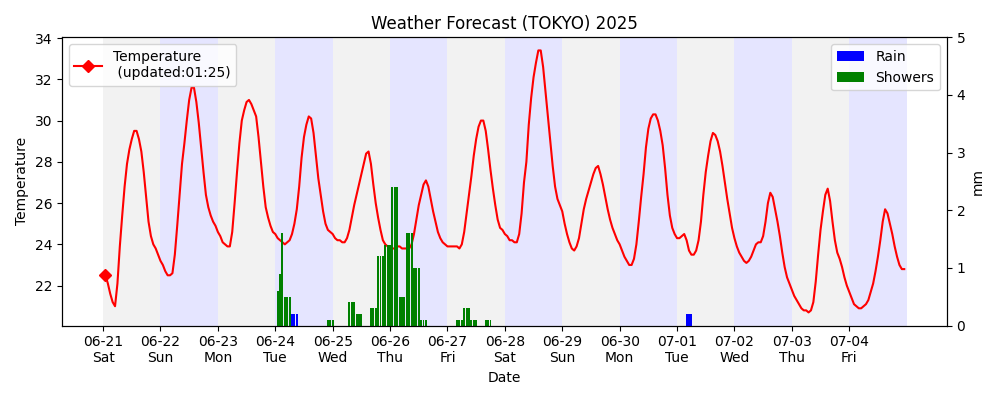 Weather Forecast (TOKYO) 2025
Temperature
(updated:01:25)
Rain
Showers
Temperature
34
32
30
28
26
24
22
5
4
3
2
1
0
mm
06-21 06-22 06-23 06-24 06-25 06-26 06-27 06-28 06-29 06-30 07-01 07-02 07-03 07-04
Sat Sun Mon Tue Wed Thu Fri Sat Sun Mon Tue Wed Thu Fri
Date